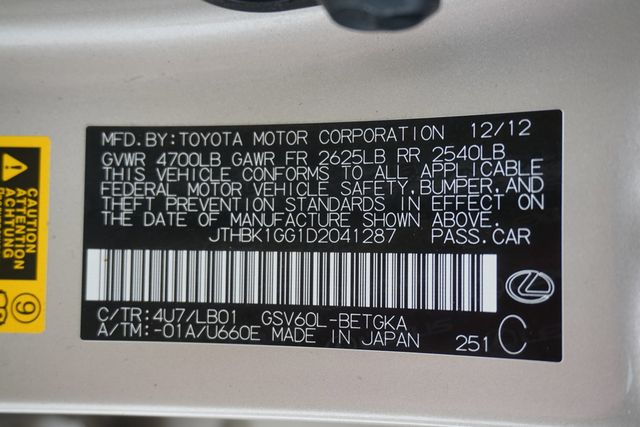 MFD.BY:TOYOTA MOTOR CORPORATION 12/12
GVWR 4700LB GAWR FR 2625LB RR 2540LB
THIS VEHICLE CONFORMS TO ALL APPLICABLE
FEDERAL MOTOR VEHICLE SAFETY,BUMPER,AND
THEFT PREVENTION STANDARDS IN EFFECT ON
THE DATE OF MANUFACTURE SHOWN ABOVE.
JTHBK1GG1D2041287 PASS.CAR
C/TR:4U7/LB01 GSV60L-BETGKA
A/TM:-01A/U660E MADE IN JAPAN 251 C
CAUTION
ATTENTION
ACHTUNG
9